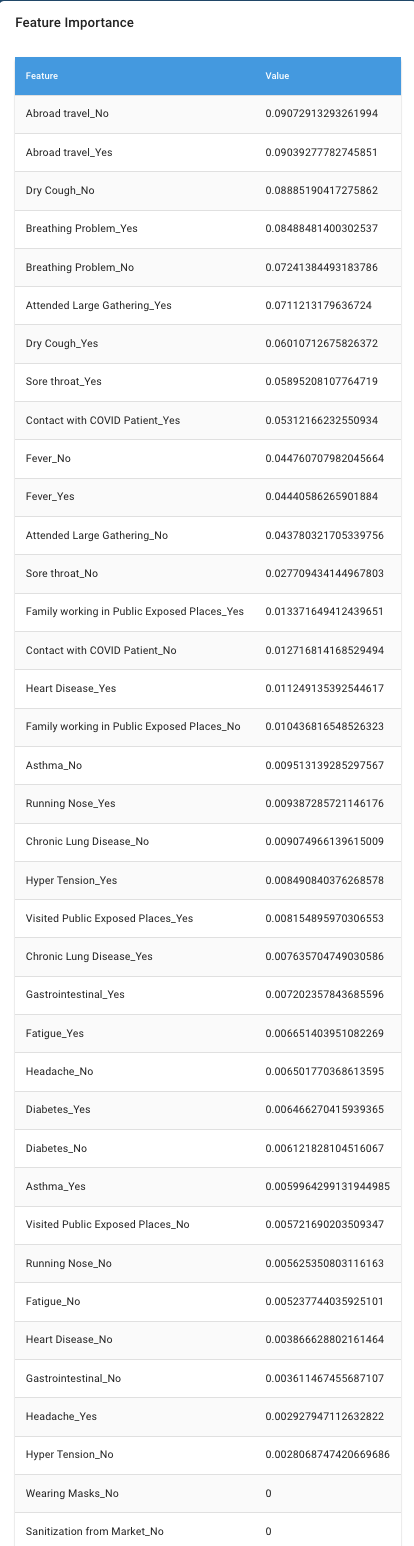 Feature Importance
Feature Value
Abroad travel_No 0.09072913293261994
Abroad travel_Yes 0.09039277782745851
Dry Cough_No 0.08885190417275862
Breathing Problem_Yes 0.08488481400302537
Breathing Problem_No 0.07241384493183786
Attended Large Gathering_Yes 0.0711213179636724
Dry Cough_Yes 0.06010712675826372
Sore throat_Yes 0.05895208107764719
Contact with COVID Patient_Yes 0.05312166232550934
Fever_No 0.044760707982045664
Fever_Yes 0.04440586265901884
Attended Large Gathering_No 0.043780321705339756
Sore throat_No 0.027709434144967803
Family working in Public Exposed Places_Yes 0.013371649412439651
Contact with COVID Patient_No 0.012716814168529494
Heart Disease_Yes 0.011249135392544617
Family working in Public Exposed Places_No 0.010436816548526323
Asthma_No 0.009513139285297567
Running Nose_Yes 0.009387285721146176
Chronic Lung Disease_No 0.009074966139615009
Hyper Tension_Yes 0.008490840376268578
Visited Public Exposed Places_Yes 0.008154895970306553
Chronic Lung Disease_Yes 0.007635704749030586
Gastrointestinal_Yes 0.007202357843685596
Fatigue_Yes 0.006651403951082269
Headache_No 0.006501770368613595
Diabetes_Yes 0.006466270415939365
Diabetes_No 0.006121828104516067
Asthma_Yes 0.0059964299131944985
Visited Public Exposed Places_No 0.005721690203509347
Running Nose_No 0.005625350803116163
Fatigue_No 0.005237744035925101
Heart Disease_No 0.003866628802161464
Gastrointestinal_No 0.003611467455687107
Headache_Yes 0.002927947112632822
Hyper Tension_No 0.0028068747420669686
Wearing Masks_No 0
Sanitization from Market_No 0